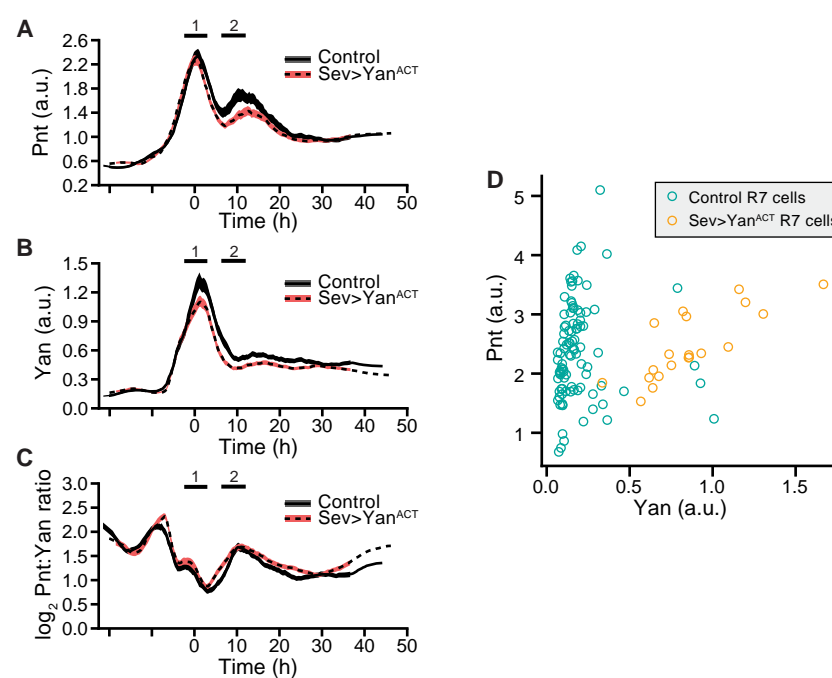 A
1 2
2.6
2.2
1.8
1.4
1.0
0.6
0.2
Pnt (a.u.)
Control
Sev>Yan^ACT
0 10 20 30 40 50
Time (h)
B
1 2
1.5
1.2
0.9
0.6
0.3
0.0
Yan (a.u.)
Control
Sev>Yan^ACT
0 10 20 30 40 50
Time (h)
C
1 2
3.0
2.5
2.0
1.5
1.0
0.5
0.0
log₂ Pnt:Yan ratio
Control
Sev>Yan^ACT
0 10 20 30 40 50
Time (h)
D
5
4
3
2
1
Pnt (a.u.)
Control R7 cells
Sev>Yan^ACT R7 cells
0.0 0.5 1.0 1.5
Yan (a.u.)